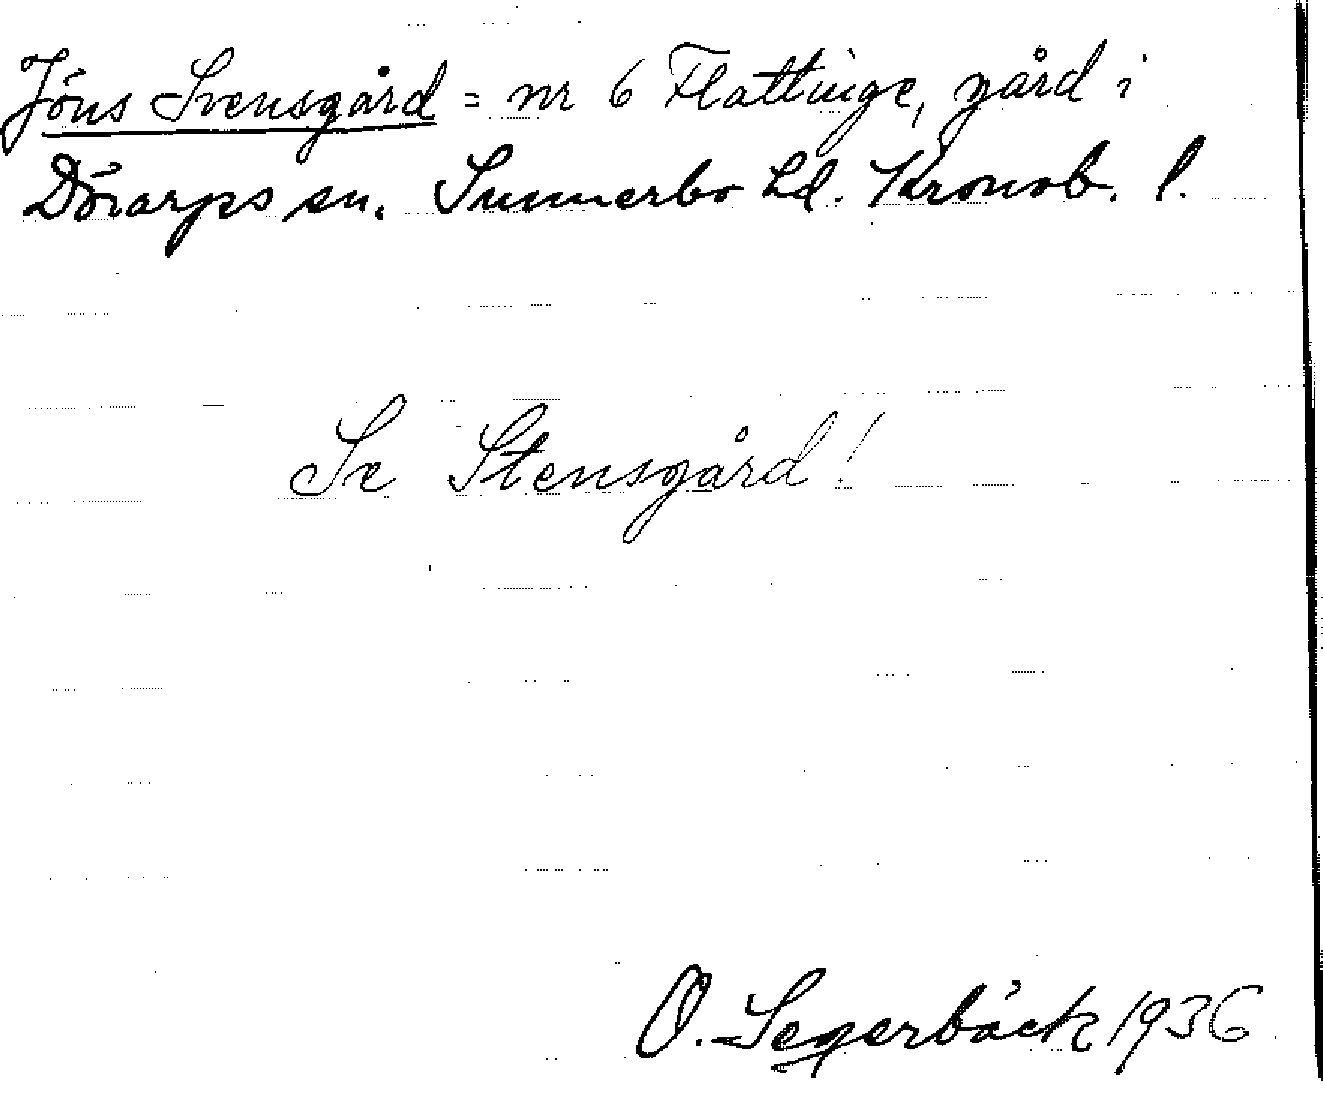 Jöns Svensgård = nr 6 Flattinge, gård i
Dörarps sn. Sunnerbo hd. Kronob. l.
Se Stensgård!
O. Segerbäck 1936